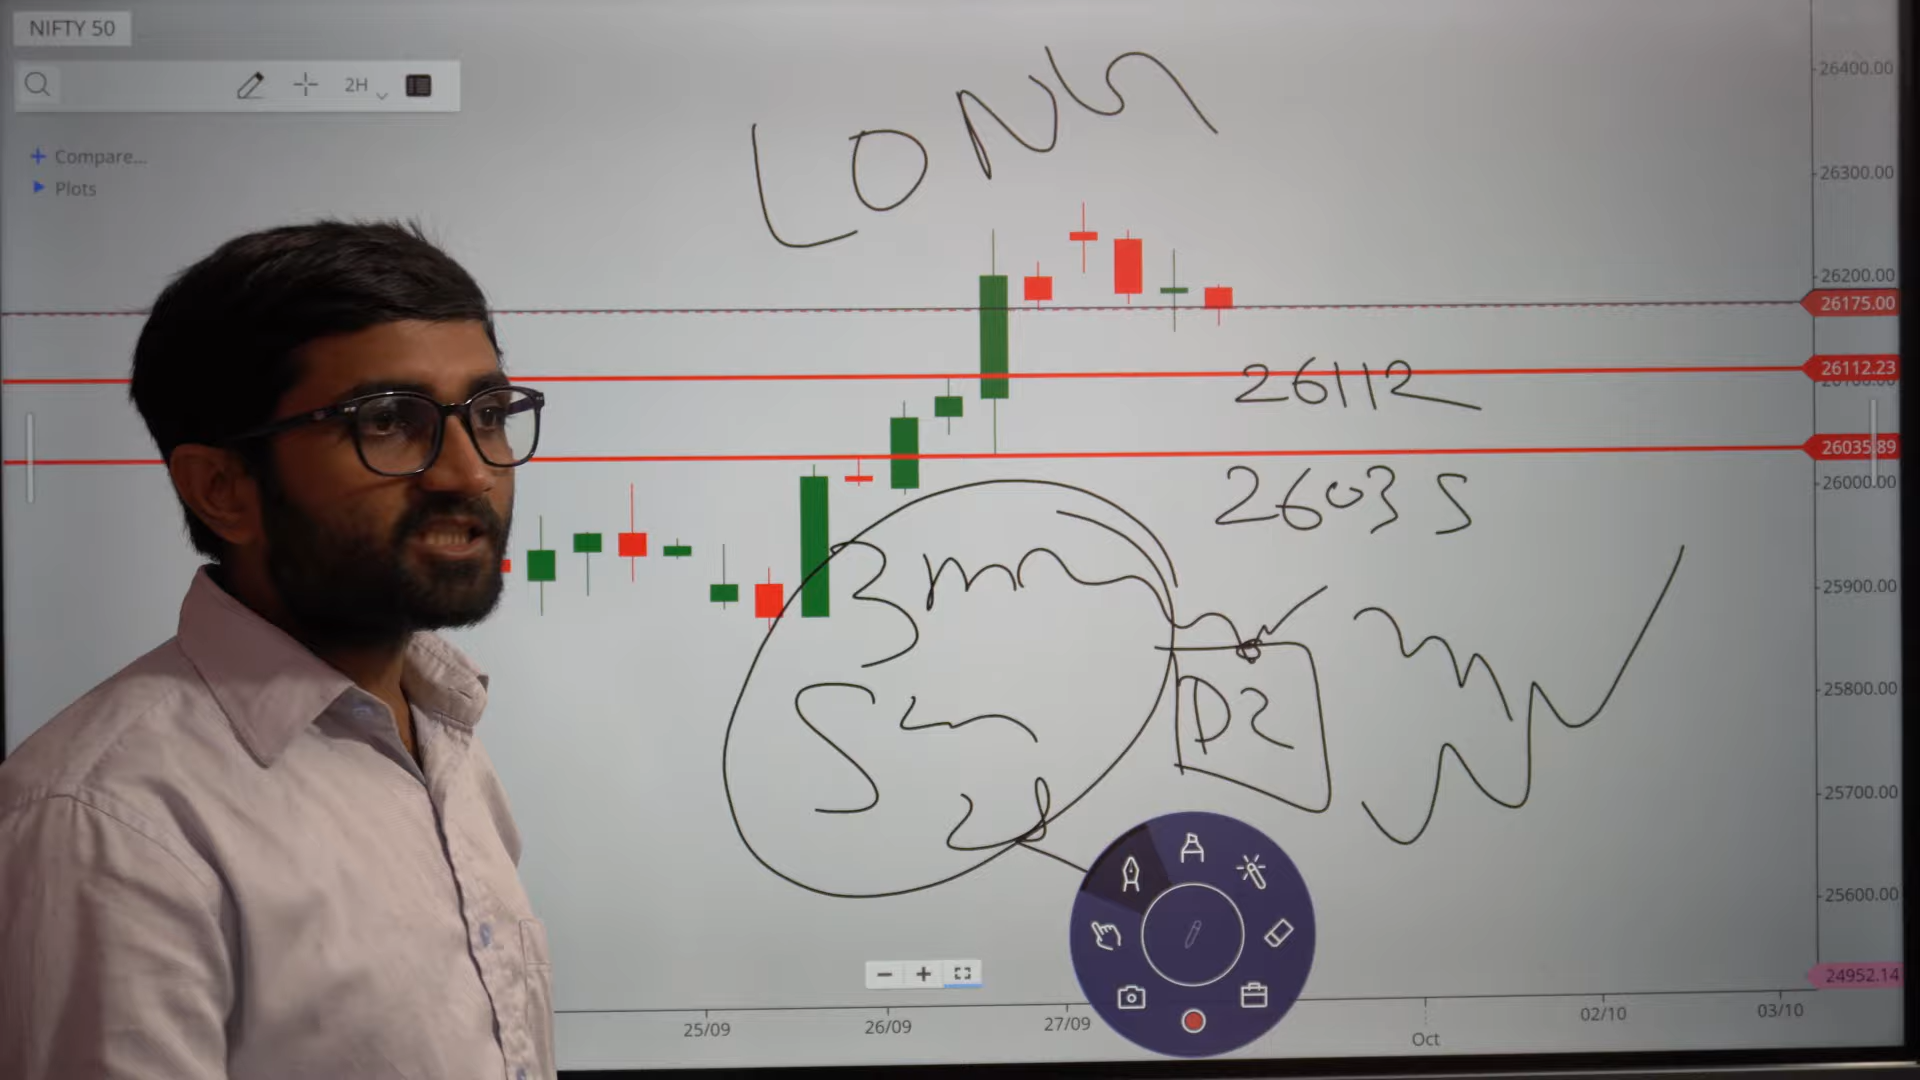 NIFTY 50
2H
Compare...
Plots
LONG
26112
26035
3m
5m
D2
26400.00
26300.00
26200.00
26175.00
26112.23
26035.89
26000.00
25900.00
25800.00
25700.00
25600.00
24952.14
25/09
26/09
27/09
Oct
02/10
03/10